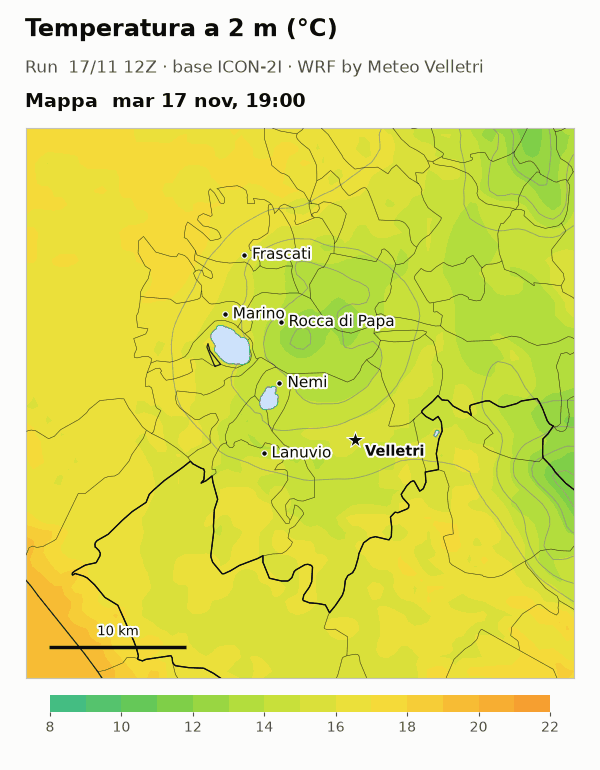 Temperatura a 2 m (°C)
Run  17/11 12Z · base ICON-2I · WRF by Meteo Velletri
Mappa  mar 17 nov, 19:00
Frascati
Marino
Rocca di Papa
Nemi
Lanuvio
Velletri
10 km
8 10 12 14 16 18 20 22